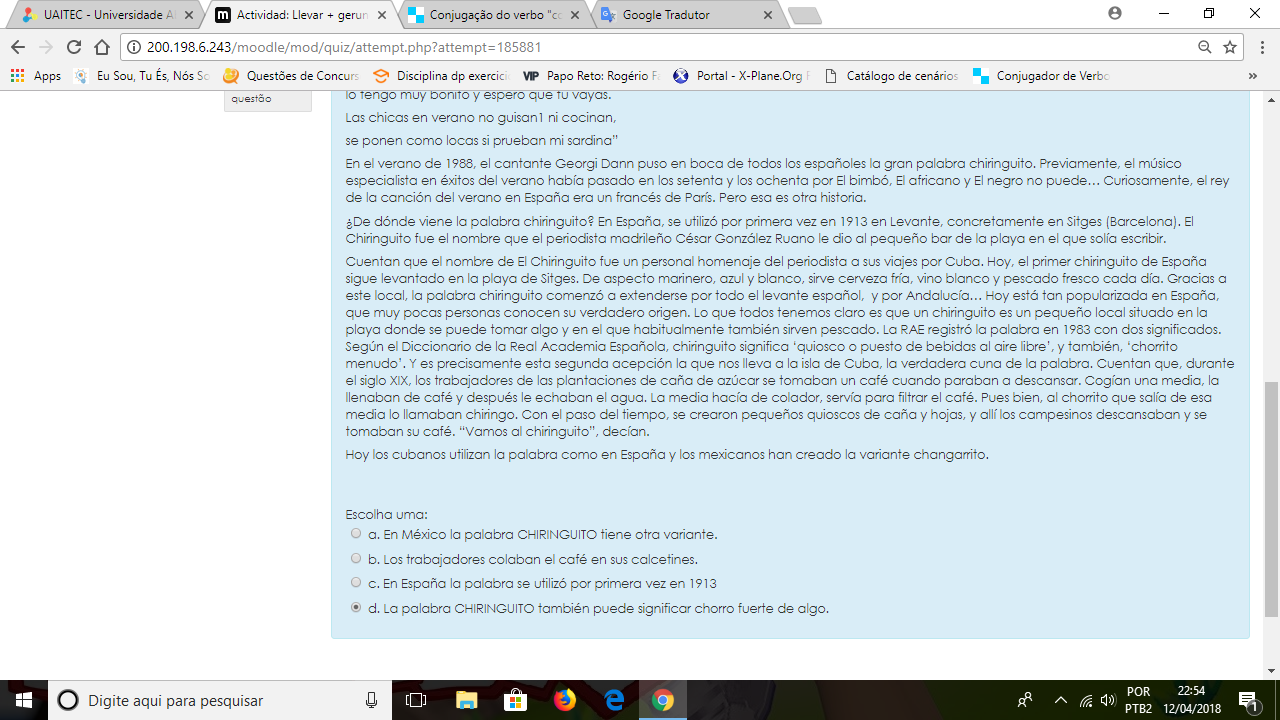 UAITEC - Universidade A
Actividad: Llevar + gerun
Conjugação do verbo "co
Google Tradutor
200.198.6.243/moodle/mod/quiz/attempt.php?attempt=185881
Apps
Eu Sou, Tu És, Nós So
Questões de Concurs
Disciplina dp exercici
VIP Papo Reto: Rogério Fa
Portal - X-Plane.Org F
Catálogo de cenários
Conjugador de Verbo
questão
lo tengo muy bonito y espero que tú vayas.
Las chicas en verano no guisan1 ni cocinan,
se ponen como locas si prueban mi sardina”
En el verano de 1988, el cantante Georgi Dann puso en boca de todos los españoles la gran palabra chiringuito. Previamente, el músico
especialista en éxitos del verano había pasado en los setenta y los ochenta por El bimbó, El africano y El negro no puede... Curiosamente, el rey
de la canción del verano en España era un francés de París. Pero esa es otra historia.
¿De dónde viene la palabra chiringuito? En España, se utilizó por primera vez en 1913 en Levante, concretamente en Sitges (Barcelona). El
Chiringuito fue el nombre que el periodista madrileño César González Ruano le dio al pequeño bar de la playa en el que solía escribir.
Cuentan que el nombre de El Chiringuito fue un personal homenaje del periodista a sus viajes por Cuba. Hoy, el primer chiringuito de España
sigue levantado en la playa de Sitges. De aspecto marinero, azul y blanco, sirve cerveza fría, vino blanco y pescado fresco cada día. Gracias a
este local, la palabra chiringuito comenzó a extenderse por todo el levante español,  y por Andalucía... Hoy está tan popularizada en España,
que muy pocas personas conocen su verdadero origen. Lo que todos tenemos claro es que un chiringuito es un pequeño local situado en la
playa donde se puede tomar algo y en el que habitualmente también sirven pescado. La RAE registró la palabra en 1983 con dos significados.
Según el Diccionario de la Real Academia Española, chiringuito significa ‘quiosco o puesto de bebidas al aire libre’, y también, ‘chorrito
menudo’. Y es precisamente esta segunda acepción la que nos lleva a la isla de Cuba, la verdadera cuna de la palabra. Cuentan que, durante
el siglo XIX, los trabajadores de las plantaciones de caña de azúcar se tomaban un café cuando paraban a descansar. Cogían una media, la
llenaban de café y después le echaban el agua. La media hacía de colador, servía para filtrar el café. Pues bien, al chorrito que salía de esa
media lo llamaban chiringo. Con el paso del tiempo, se crearon pequeños quioscos de caña y hojas, y allí los campesinos descansaban y se
tomaban su café. “Vamos al chiringuito”, decían.
Hoy los cubanos utilizan la palabra como en España y los mexicanos han creado la variante changarrito.
Escolha uma:
a. En México la palabra CHIRINGUITO tiene otra variante.
b. Los trabajadores colaban el café en sus calcetines.
c. En España la palabra se utilizó por primera vez en 1913
d. La palabra CHIRINGUITO también puede significar chorro fuerte de algo.
Digite aqui para pesquisar
POR
PTB2
22:54
12/04/2018
1